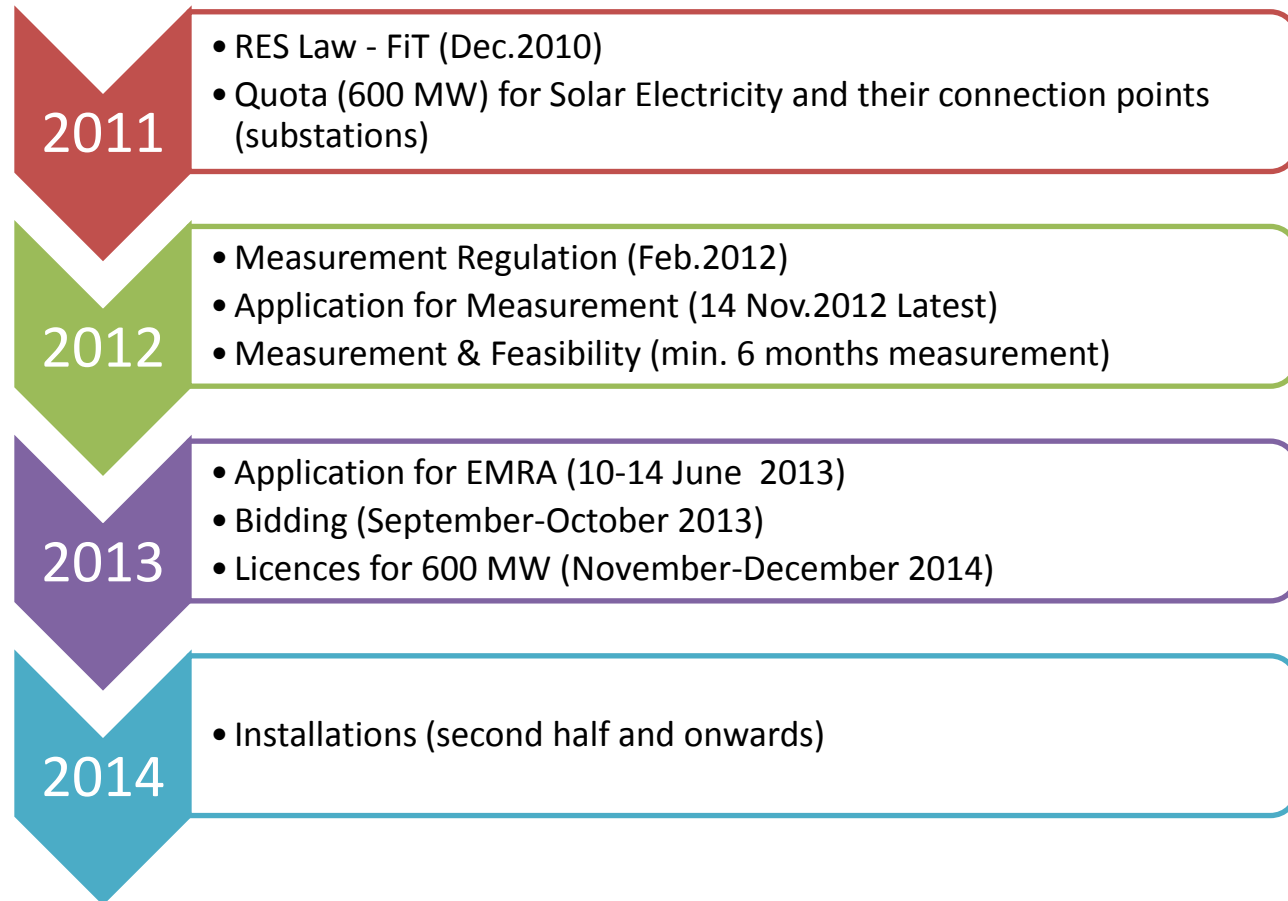 2011
• RES Law - FiT (Dec.2010)
• Quota (600 MW) for Solar Electricity and their connection points
(substations)
2012
• Measurement Regulation (Feb.2012)
• Application for Measurement (14 Nov.2012 Latest)
• Measurement & Feasibility (min. 6 months measurement)
2013
• Application for EMRA (10-14 June  2013)
• Bidding (September-October 2013)
• Licences for 600 MW (November-December 2014)
2014
• Installations (second half and onwards)